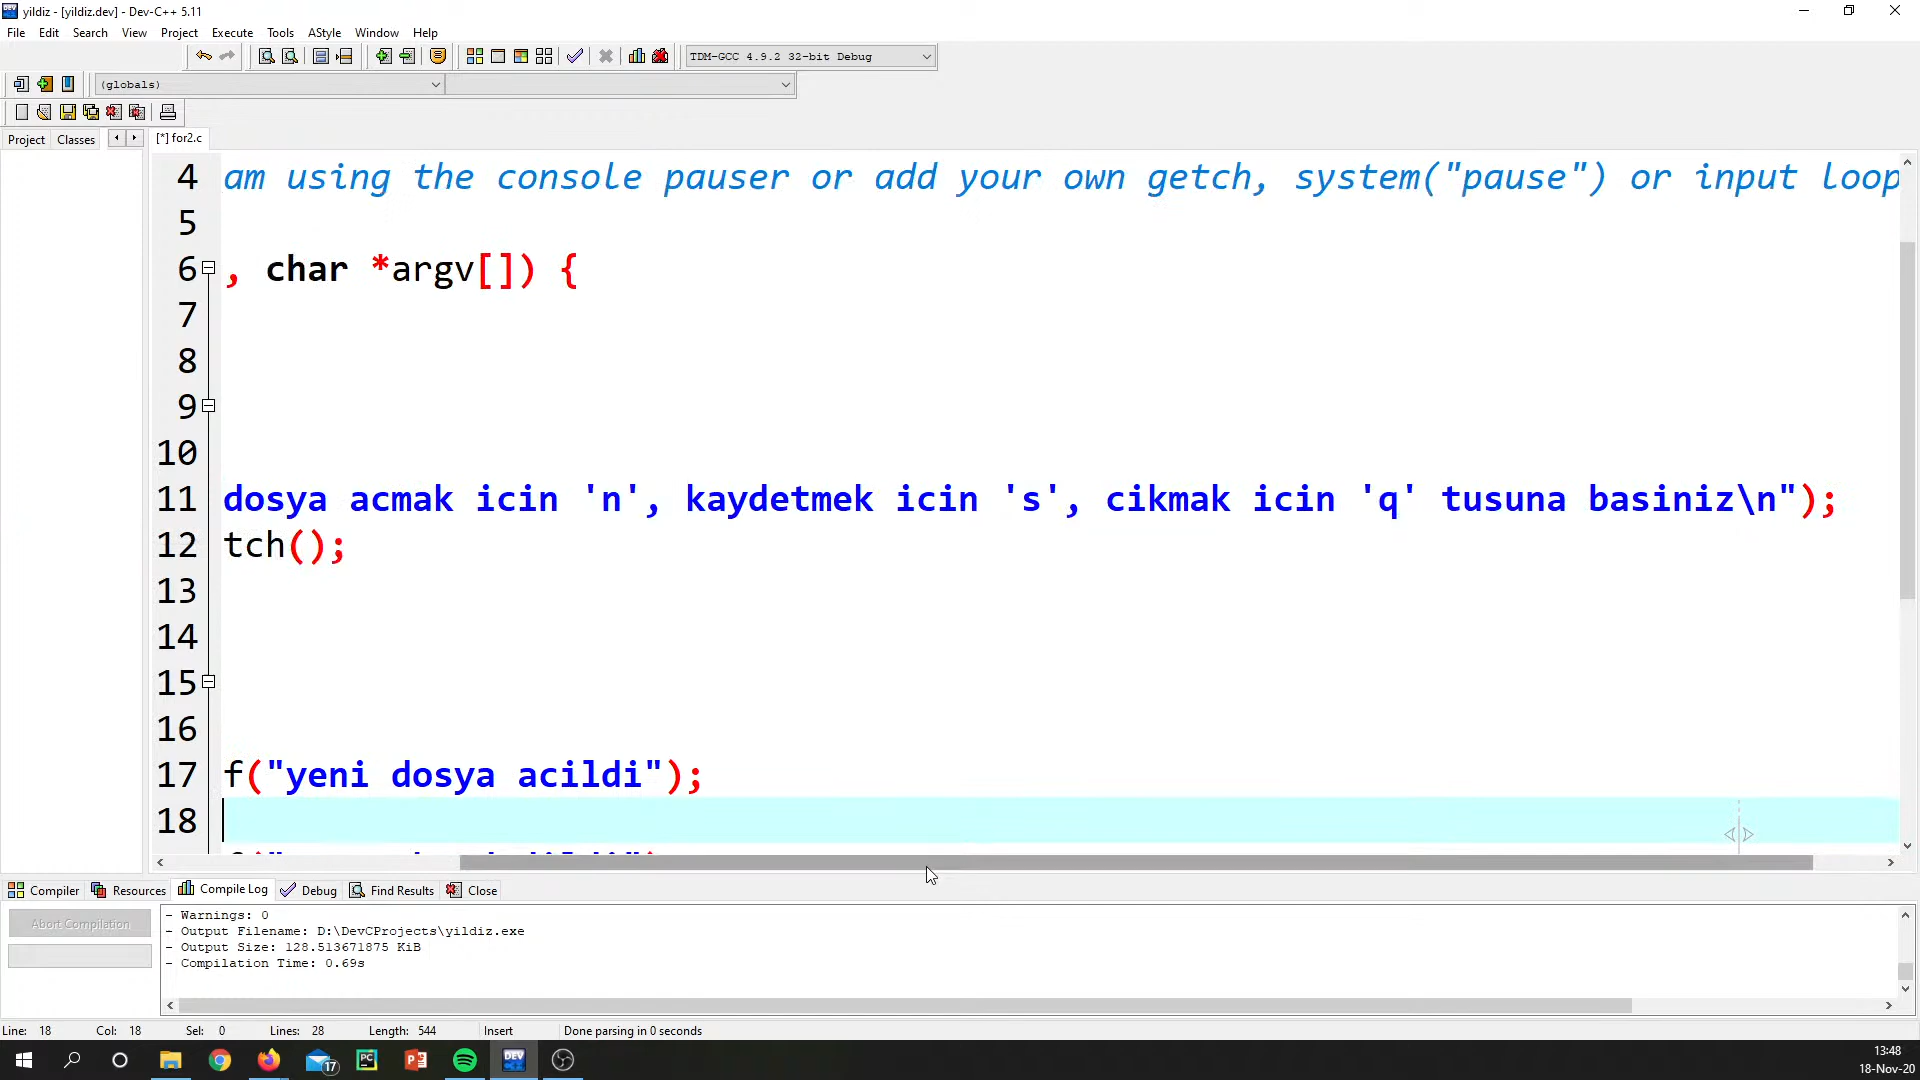 yildiz - [yildiz.dev] - Dev-C++ 5.11
File Edit Search View Project Execute Tools AStyle Window Help
TDM-GCC 4.9.2 32-bit Debug
(globals)
Project Classes [*] for2.c
4 am using the console pauser or add your own getch, system("pause") or input loop
5
6 , char *argv[]) {
7
8
9
10
11 dosya acmak icin 'n', kaydetmek icin 's', cikmak icin 'q' tusuna basiniz\n");
12 tch();
13
14
15
16
17 f("yeni dosya acildi");
18
Compiler Resources Compile Log Debug Find Results Close
Abort Compilation
- Warnings: 0
- Output Filename: D:\DevCProjects\yildiz.exe
- Output Size: 128.513671875 KiB
- Compilation Time: 0.69s
Line: 18 Col: 18 Sel: 0 Lines: 28 Length: 544 Insert Done parsing in 0 seconds
17 PC P DEV C++
13:48
18-Nov-20